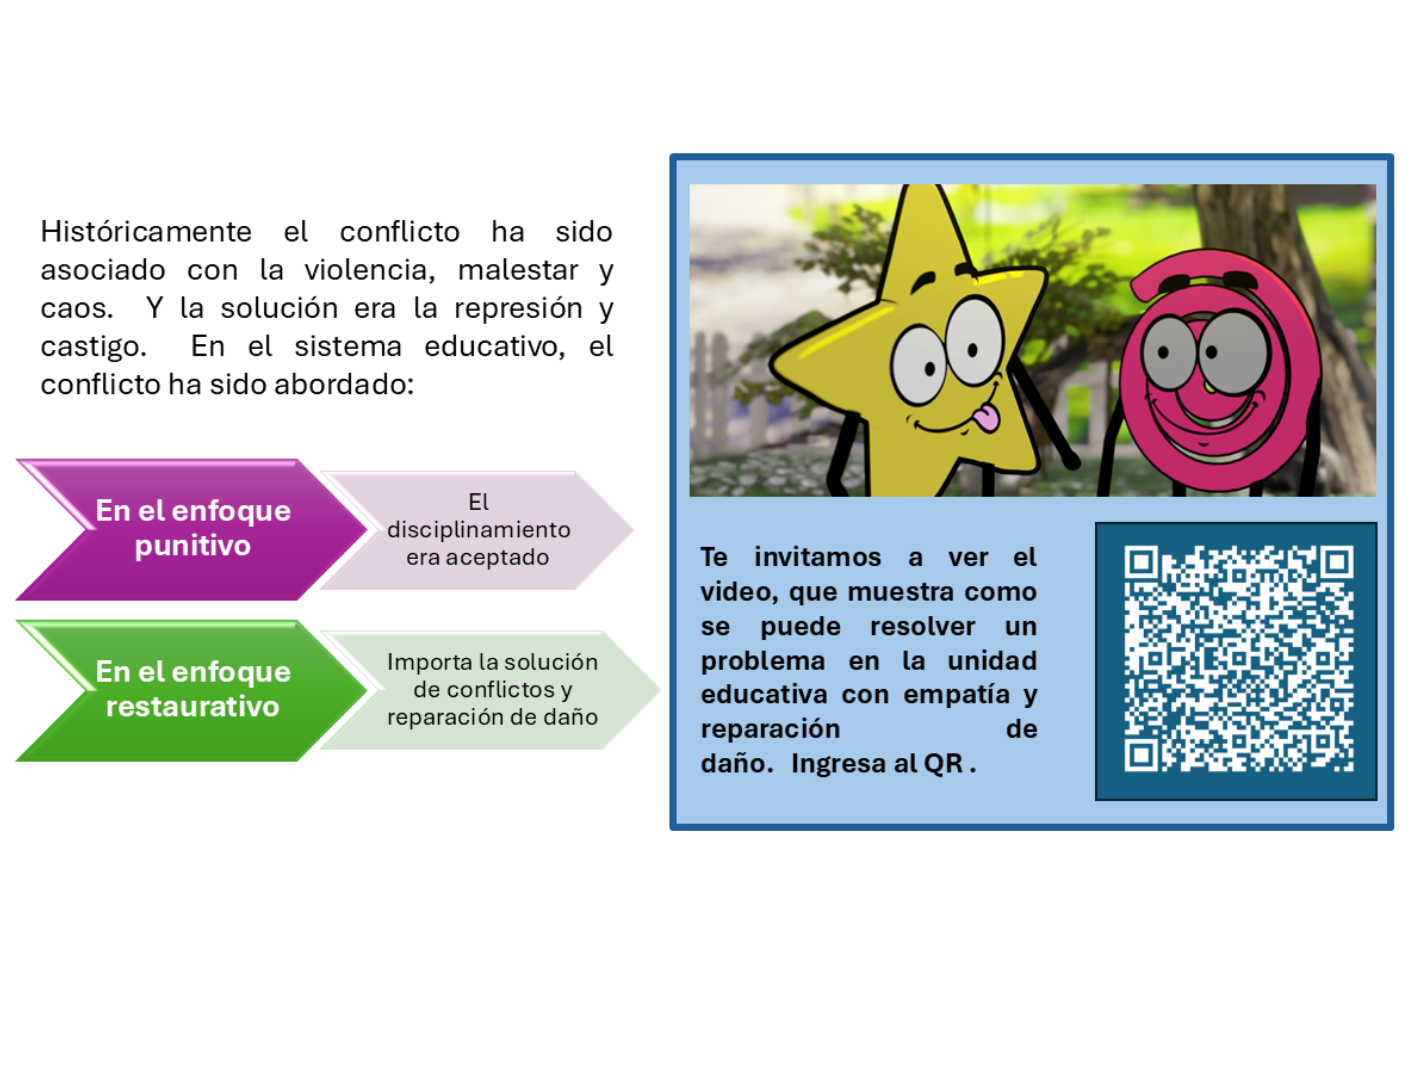 Históricamente el conflicto ha sido
asociado con la violencia, malestar y
caos. Y la solución era la represión y
castigo. En el sistema educativo, el
conflicto ha sido abordado:
En el enfoque
punitivo
El
disciplinamiento
era aceptado
En el enfoque
restaurativo
Importa la solución
de conflictos y
reparación de daño
Te invitamos a ver el
video, que muestra como
se puede resolver un
problema en la unidad
educativa con empatía y
reparación de
daño. Ingresa al QR .